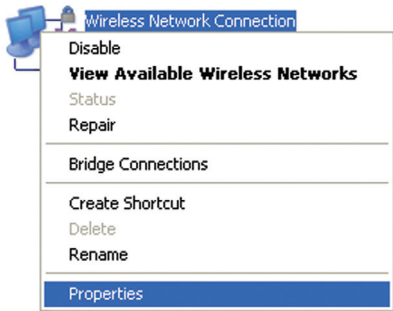 Wireless Network Connection
Disable
View Available Wireless Networks
Status
Repair
Bridge Connections
Create Shortcut
Delete
Rename
Properties